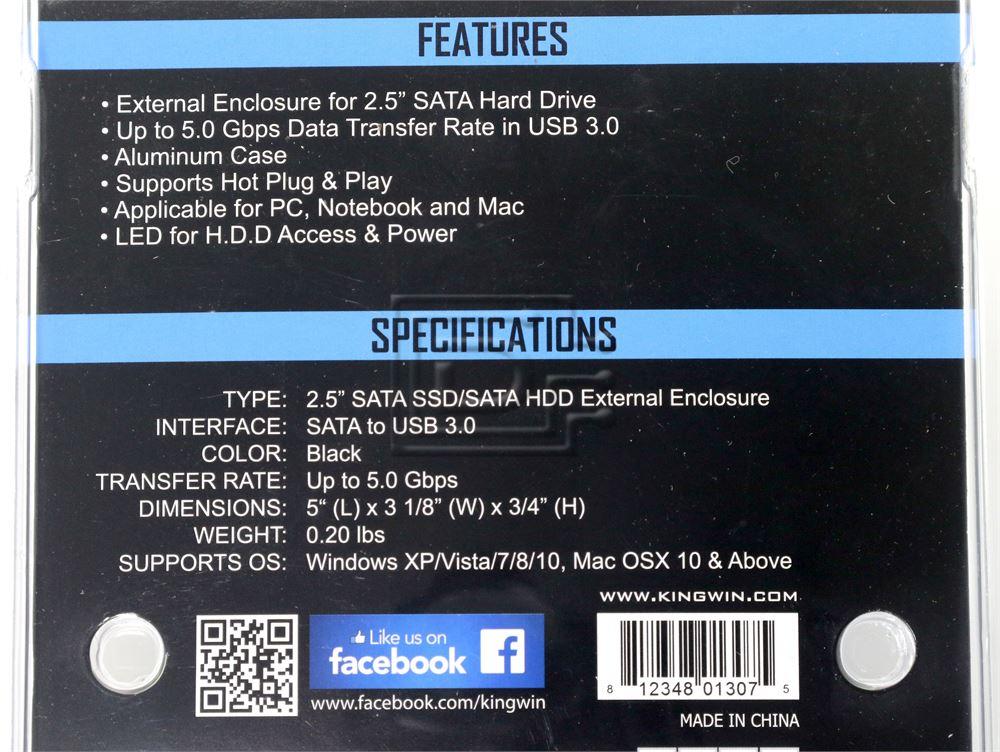 FEATURES
• External Enclosure for 2.5” SATA Hard Drive
• Up to 5.0 Gbps Data Transfer Rate in USB 3.0
• Aluminum Case
• Supports Hot Plug & Play
• Applicable for PC, Notebook and Mac
• LED for H.D.D Access & Power
SPECIFICATIONS
TYPE: 2.5” SATA SSD/SATA HDD External Enclosure
INTERFACE: SATA to USB 3.0
COLOR: Black
TRANSFER RATE: Up to 5.0 Gbps
DIMENSIONS: 5“ (L) x 3 1/8” (W) x 3/4” (H)
WEIGHT: 0.20 lbs
SUPPORTS OS: Windows XP/Vista/7/8/10, Mac OSX 10 & Above
WWW.KINGWIN.COM
Like us on
facebook
f
www.facebook.com/kingwin
8 12348 01307 5
MADE IN CHINA